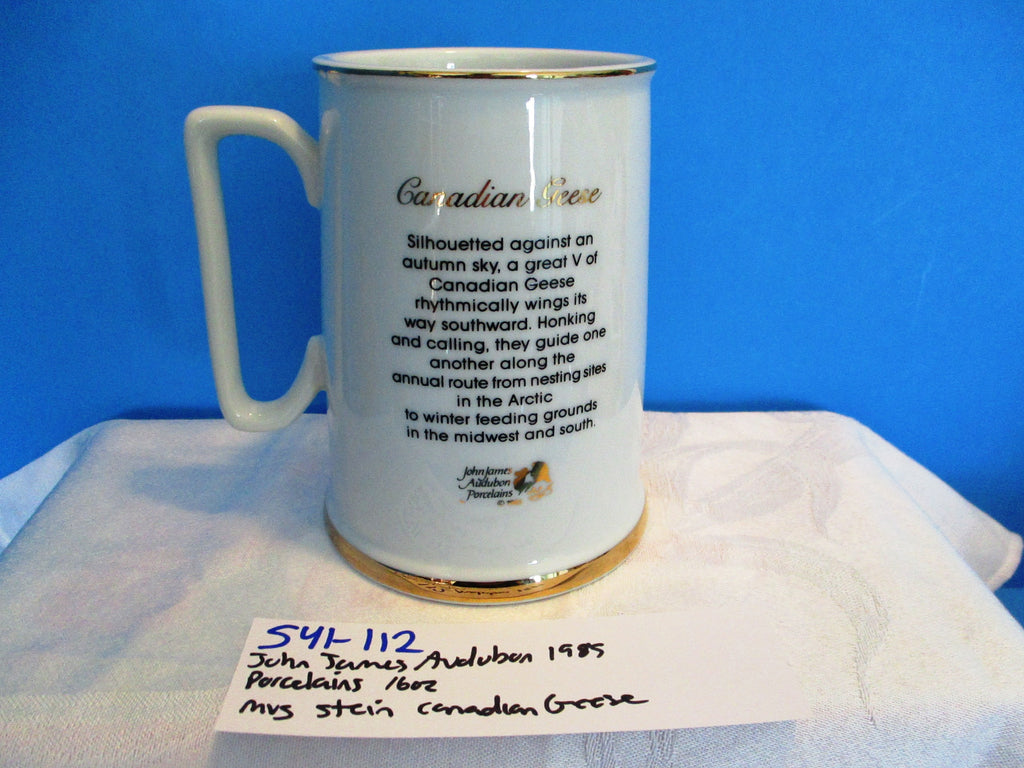 Canadian Geese
Silhouetted against an
autumn sky, a great V of
Canadian Geese
rhythmically wings its
way southward. Honking
and calling, they guide one
another along the
annual route from nesting sites
in the Arctic
to winter feeding grounds
in the midwest and south.
John James
Audubon
Porcelains
541-112
John James Audubon 1985
Porcelains 16oz
mug stein canadian Geese